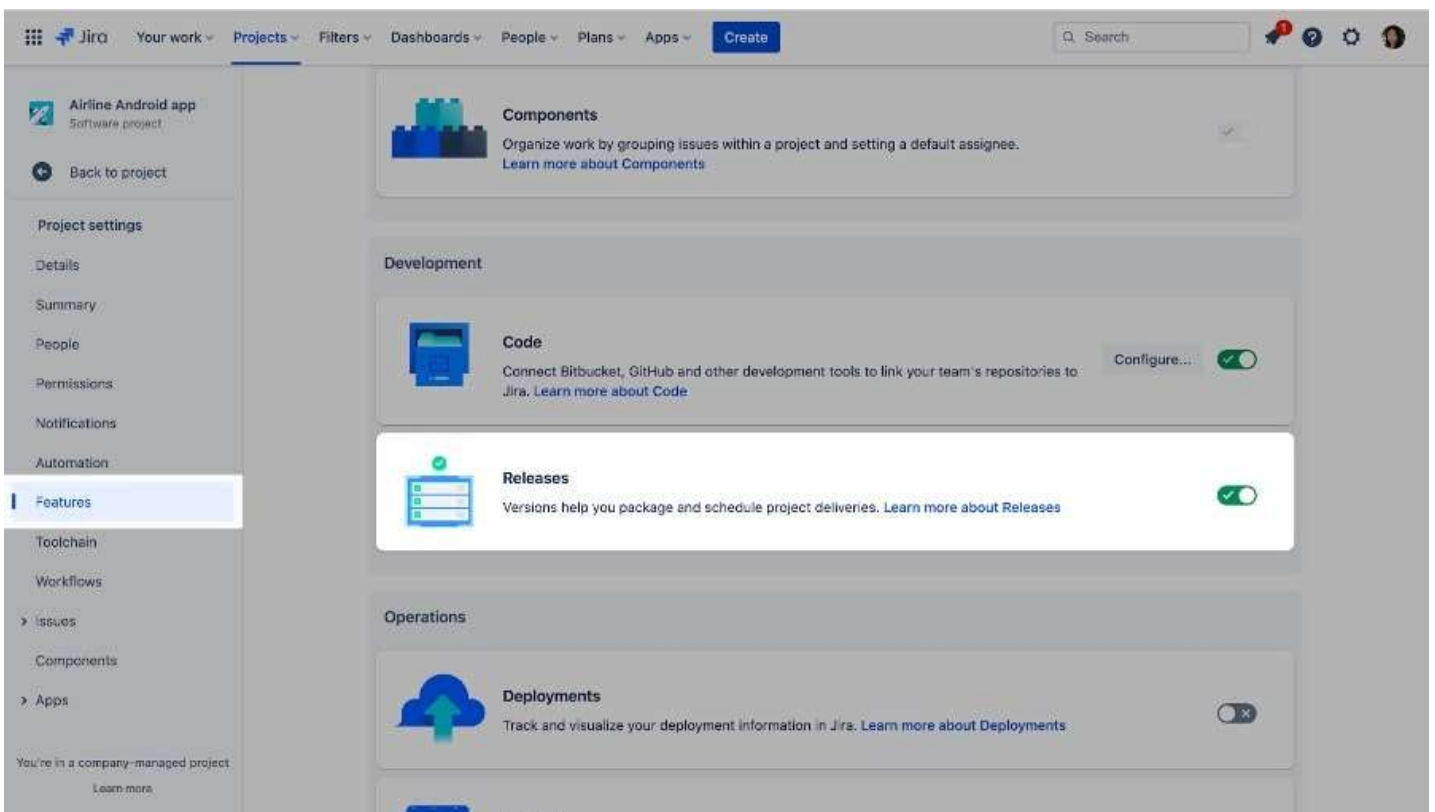 Jira Your work Projects Filters Dashboards People Plans Apps Create Search 1
Airline Android app
Software project
Back to project
Project settings
Details
Summary
People
Permissions
Notifications
Automation
Features
Toolchain
Workflows
Issues
Components
Apps
You're in a company-managed project
Learn more
Components
Organize work by grouping issues within a project and setting a default assignee.
Learn more about Components
Development
Code
Connect Bitbucket, GitHub and other development tools to link your team's repositories to
Jira. Learn more about Code
Configure...
Releases
Versions help you package and schedule project deliveries. Learn more about Releases
Operations
Deployments
Track and visualize your deployment information in Jira. Learn more about Deployments